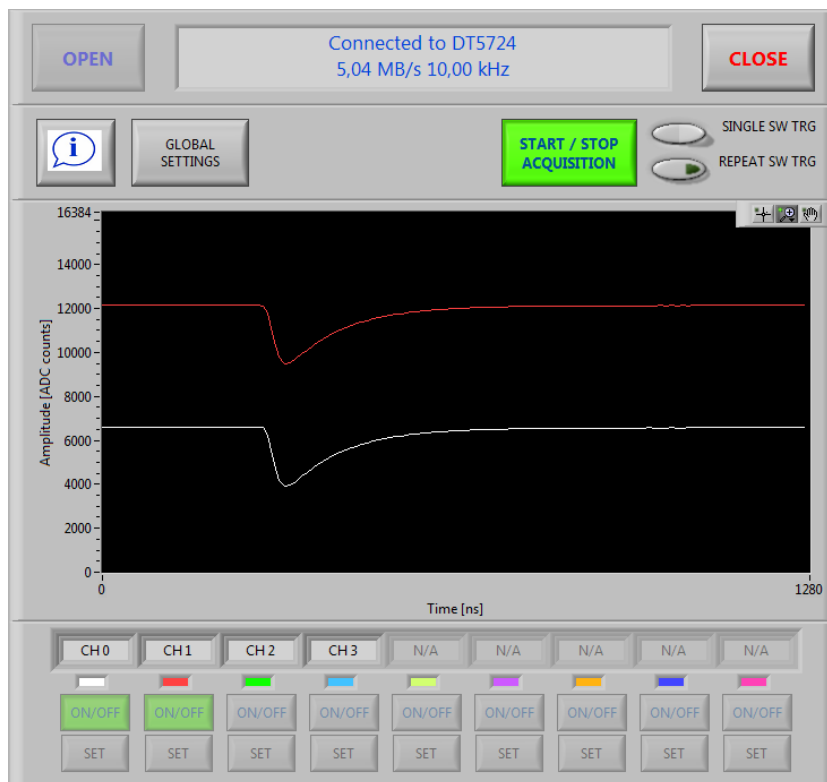 OPEN
Connected to DT5724
5,04 MB/s 10,00 kHz
CLOSE
i
GLOBAL
SETTINGS
START / STOP
ACQUISITION
SINGLE SW TRG
REPEAT SW TRG
16384
14000
12000
10000
8000
6000
4000
2000
0
Amplitude [ADC counts]
0
1280
Time [ns]
CH 0 CH 1 CH 2 CH 3 N/A N/A N/A N/A N/A
ON/OFF ON/OFF ON/OFF ON/OFF ON/OFF ON/OFF ON/OFF ON/OFF ON/OFF
SET SET SET SET SET SET SET SET SET